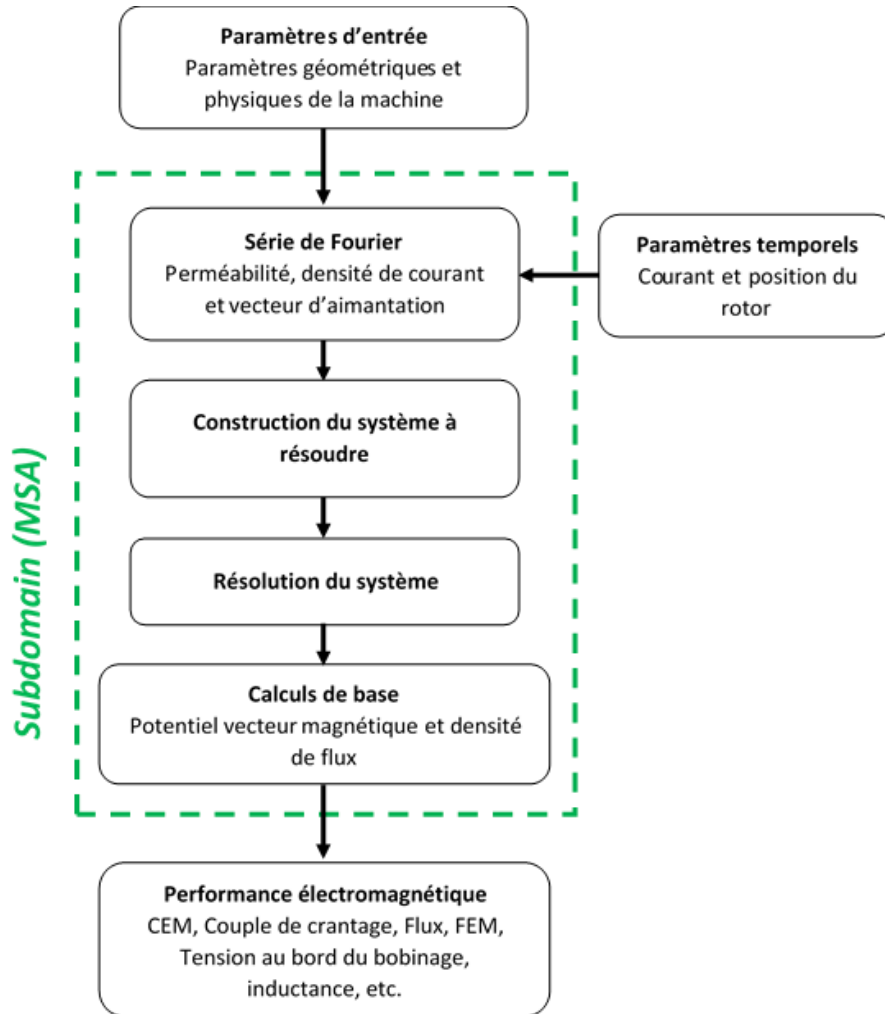 Paramètres d'entrée
Paramètres géométriques et
physiques de la machine
Série de Fourier
Perméabilité, densité de courant
et vecteur d'aimantation
Paramètres temporels
Courant et position du
rotor
Construction du système à
résoudre
Résolution du système
Calculs de base
Potentiel vecteur magnétique et densité
de flux
Subdomain (MSA)
Performance électromagnétique
CEM, Couple de crantage, Flux, FEM,
Tension au bord du bobinage,
inductance, etc.